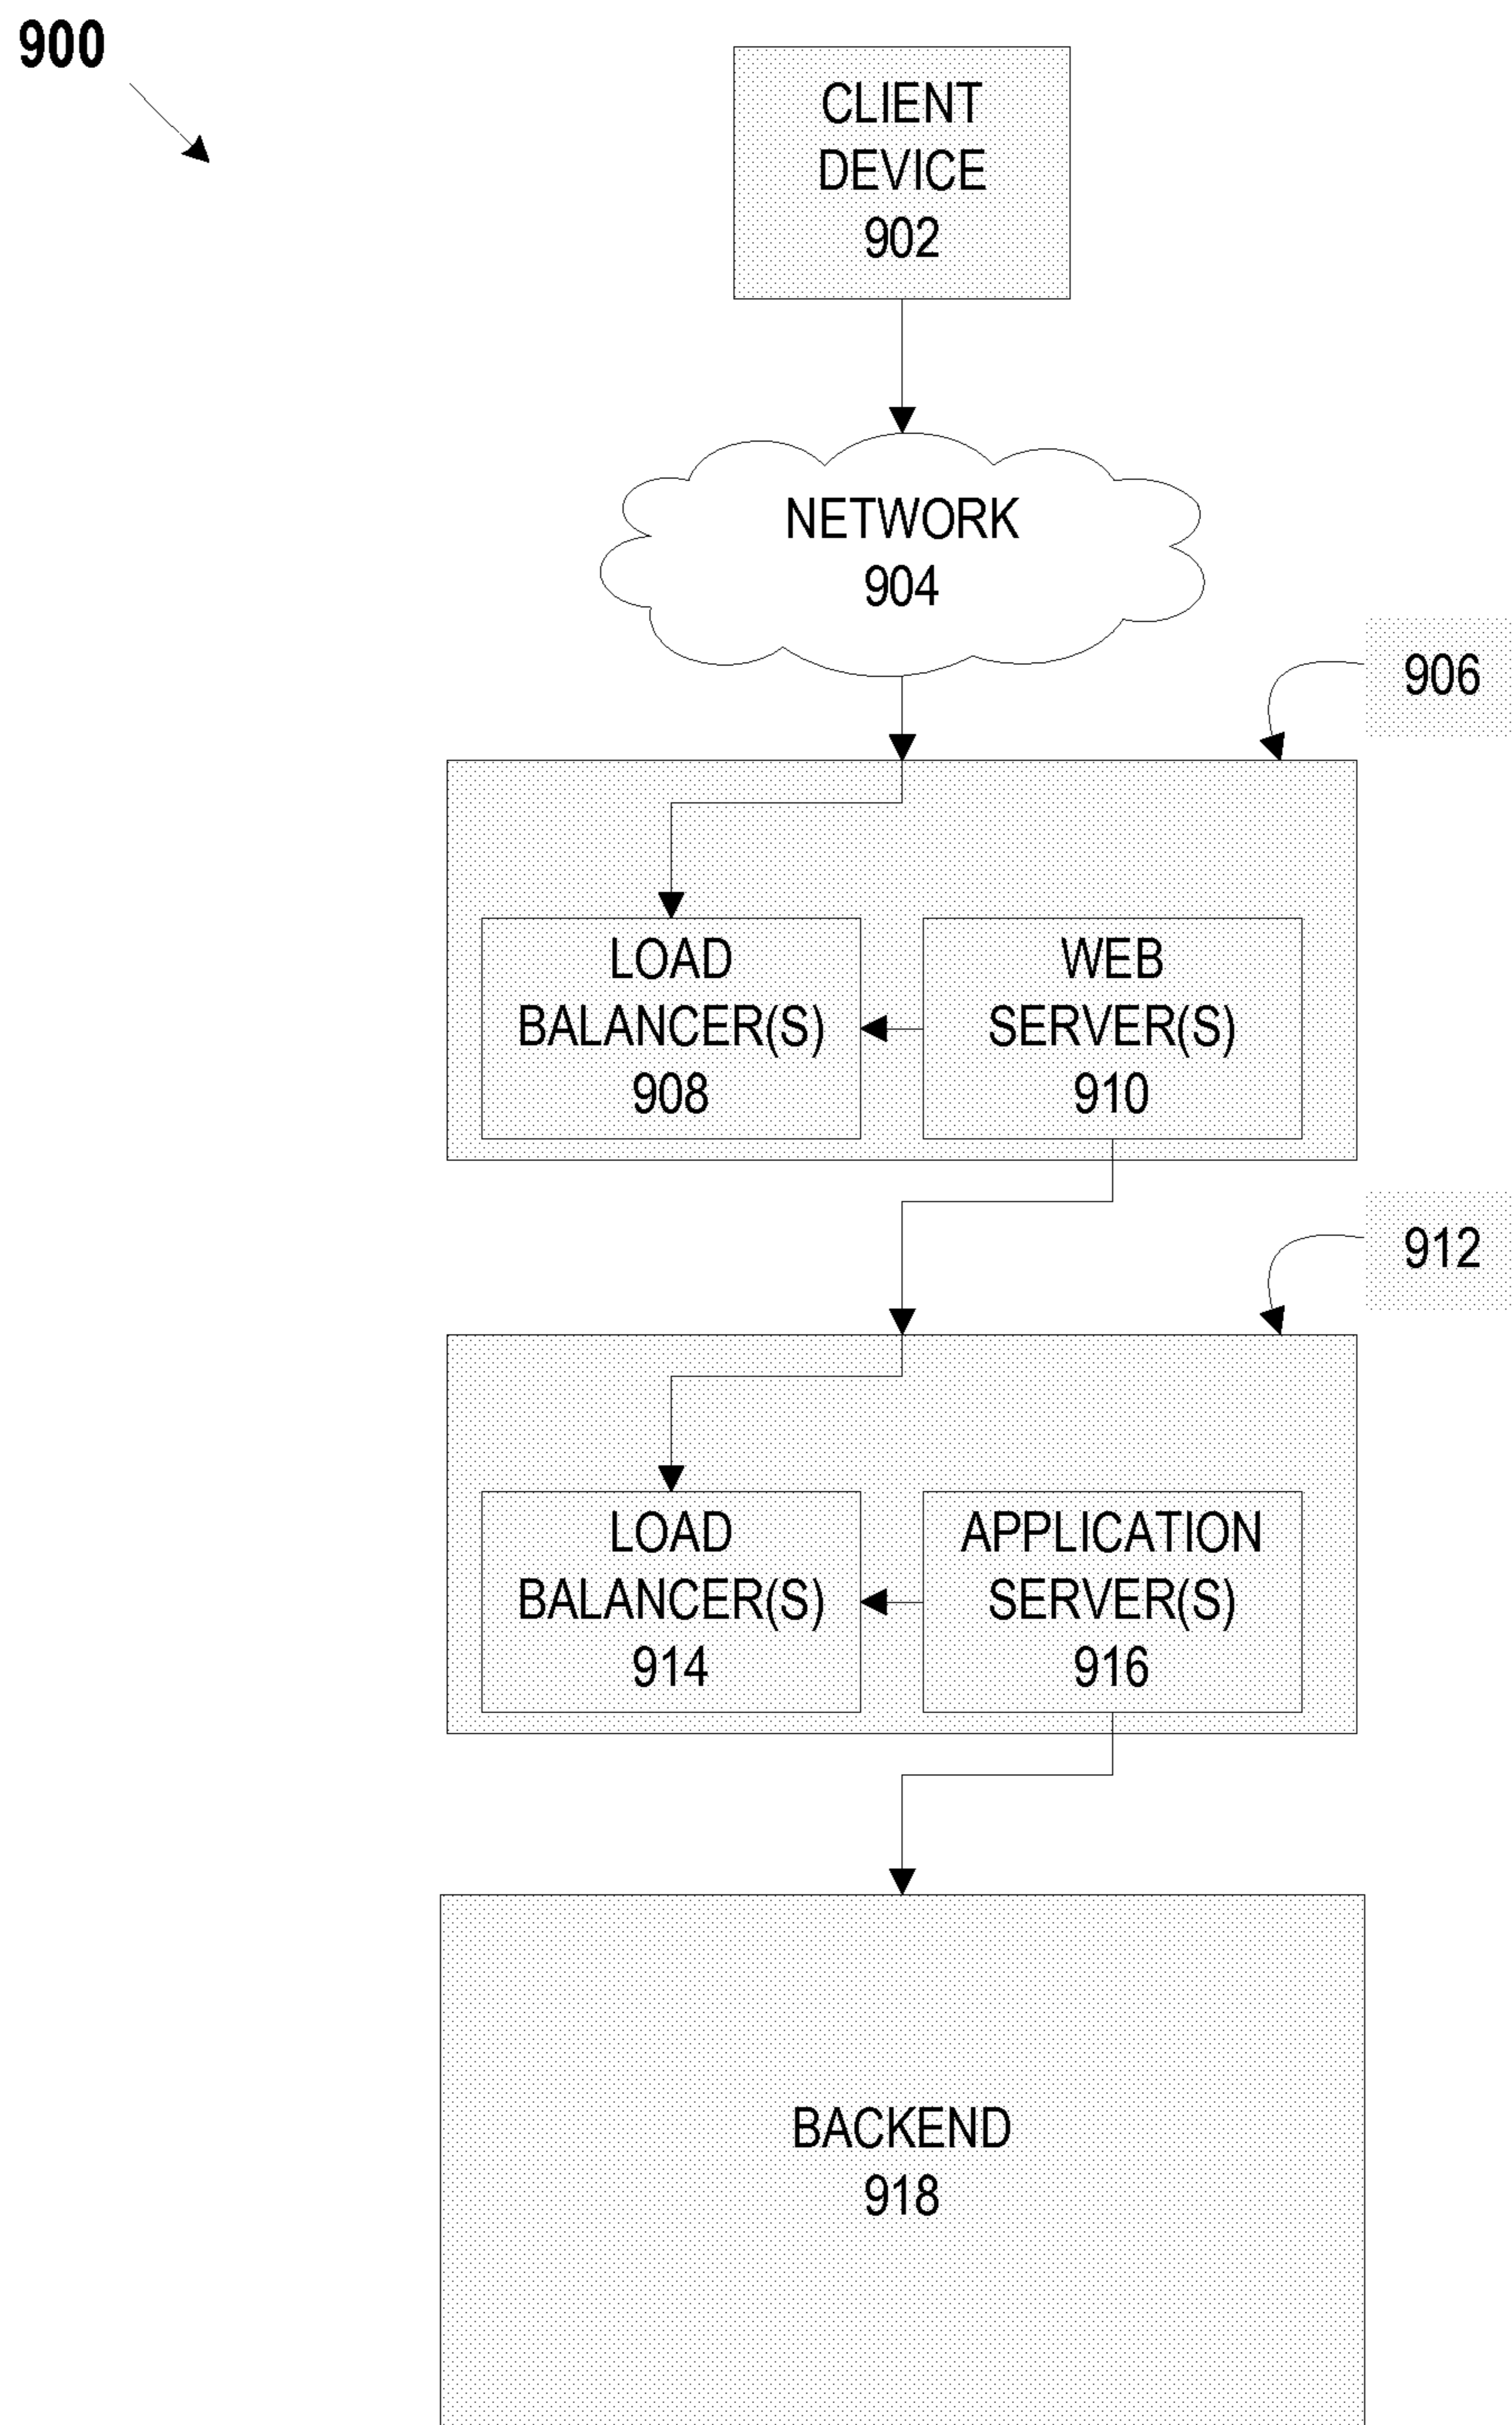 900
CLIENT
DEVICE
902
NETWORK
904
906
LOAD
BALANCER(S)
908
WEB
SERVER(S)
910
912
LOAD
BALANCER(S)
914
APPLICATION
SERVER(S)
916
BACKEND
918